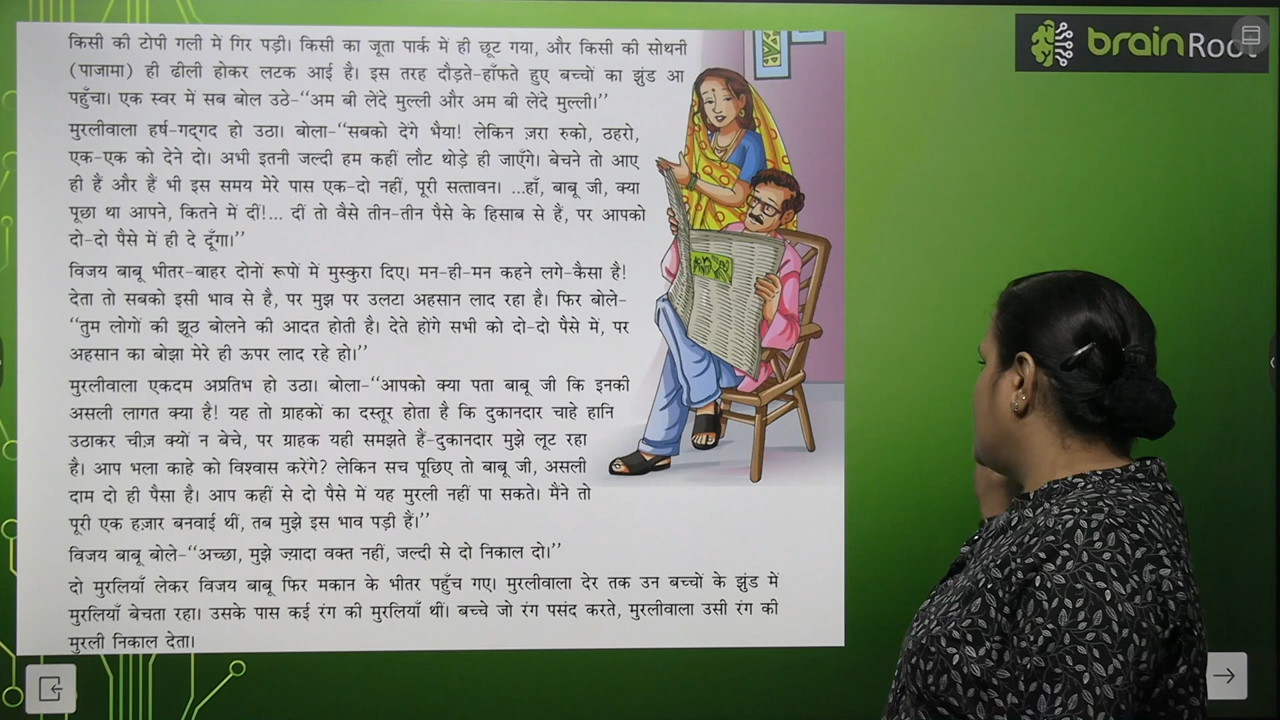 किसी की टोपी गली में गिर पड़ी। किसी का जूता पार्क में ही छूट गया, और किसी की सोथनी
(पाजामा) ही ढीली होकर लटक आई है। इस तरह दौड़ते-हाँफते हुए बच्चों का झुंड आ
पहुँचा। एक स्वर में सब बोल उठे-‘‘अम बी लेंदे मुल्ली और अम बी लेंदे मुल्ली।’’
मुरलीवाला हर्ष-गद्‌गद हो उठा। बोला-‘‘सबको देंगे भैया! लेकिन ज़रा रुको, ठहरो,
एक-एक को देने दो। अभी इतनी जल्दी हम कहीं लौट थोड़े ही जाएँगे। बेचने तो आए
ही हैं और हैं भी इस समय मेरे पास एक-दो नहीं, पूरी सत्तावन। ...हाँ, बाबू जी, क्या
पूछा था आपने, कितने में दीं!... दीं तो वैसे तीन-तीन पैसे के हिसाब से हैं, पर आपको
दो-दो पैसे में ही दे दूँगा।’’
विजय बाबू भीतर-बाहर दोनों रूपों में मुस्कुरा दिए। मन-ही-मन कहने लगे-कैसा है!
देता तो सबको इसी भाव से है, पर मुझ पर उलटा अहसान लाद रहा है। फिर बोले-
‘‘तुम लोगों की झूठ बोलने की आदत होती है। देते होंगे सभी को दो-दो पैसे में, पर
अहसान का बोझा मेरे ही ऊपर लाद रहे हो।’’
मुरलीवाला एकदम अप्रतिभ हो उठा। बोला-‘‘आपको क्या पता बाबू जी कि इनकी
असली लागत क्या है! यह तो ग्राहकों का दस्तूर होता है कि दुकानदार चाहे हानि
उठाकर चीज़ क्यों न बेचे, पर ग्राहक यही समझते हैं-दुकानदार मुझे लूट रहा
है। आप भला काहे को विश्वास करेंगे? लेकिन सच पूछिए तो बाबू जी, असली
दाम दो ही पैसा है। आप कहीं से दो पैसे में यह मुरली नहीं पा सकते। मैंने तो
पूरी एक हज़ार बनवाई थीं, तब मुझे इस भाव पड़ी हैं।’’
विजय बाबू बोले-‘‘अच्छा, मुझे ज़्यादा वक्त नहीं, जल्दी से दो निकाल दो।’’
दो मुरलियाँ लेकर विजय बाबू फिर मकान के भीतर पहुँच गए। मुरलीवाला देर तक उन बच्चों के झुंड में
मुरलियाँ बेचता रहा। उसके पास कई रंग की मुरलियाँ थीं। बच्चे जो रंग पसंद करते, मुरलीवाला उसी रंग की
मुरली निकाल देता।
brainRoot